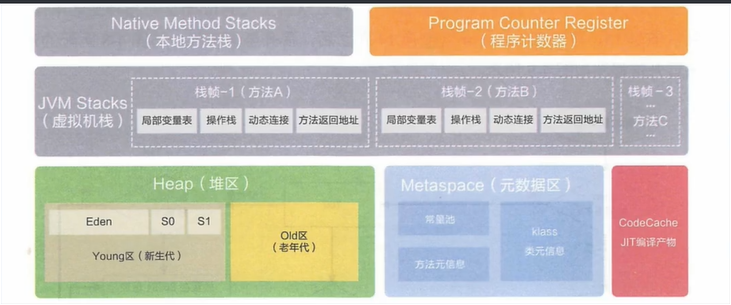 Native Method Stacks
（本地方法栈）
Program Counter Register
（程序计数器）
JVM Stacks
（虚拟机栈）
栈帧-1（方法A）
局部变量表
操作栈
动态连接
方法返回地址
栈帧-2（方法B）
局部变量表
操作栈
动态连接
方法返回地址
栈帧-3
...
方法C
...
Heap（堆区）
Eden
S0
S1
Young区（新生代）
Old区
（老年代）
Metaspace（元数据区）
常量池
方法元信息
klass
类元信息
CodeCache
JIT编译产物